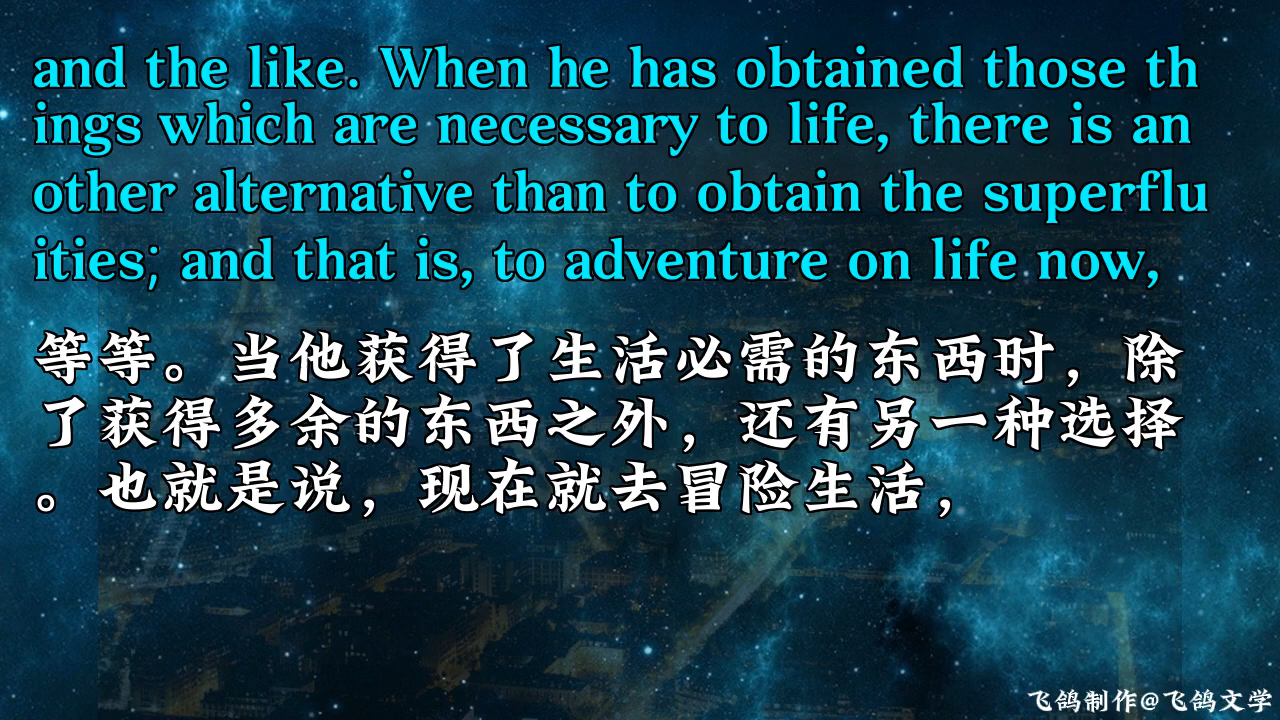 and the like. When he has obtained those th
ings which are necessary to life, there is an
other alternative than to obtain the superflu
ities; and that is, to adventure on life now,
等等。当他获得了生活必需的东西时，除
了获得多余的东西之外，还有另一种选择
。也就是说，现在就去冒险生活，
飞鸽制作@飞鸽文学